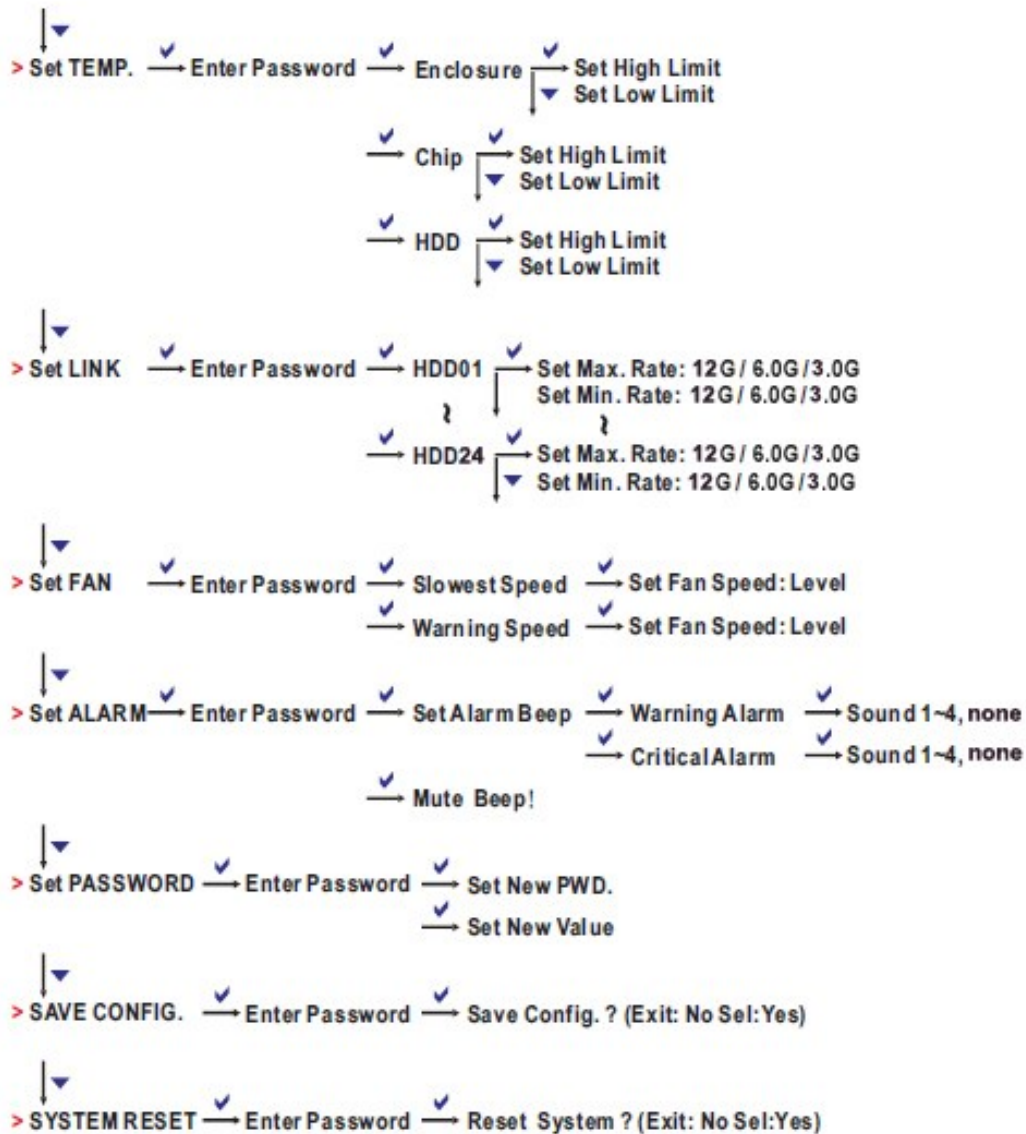 > Set TEMP. Enter Password Enclosure Set High Limit
Set Low Limit
Chip Set High Limit
Set Low Limit
HDD Set High Limit
Set Low Limit
> Set LINK Enter Password HDD01 Set Max. Rate: 12G/ 6.0G/3.0G
Set Min. Rate: 12G/ 6.0G/3.0G
~ ~
HDD24 Set Max. Rate: 12G/ 6.0G/3.0G
Set Min. Rate: 12G/ 6.0G/3.0G
> Set FAN Enter Password Slowest Speed Set Fan Speed: Level
Warning Speed Set Fan Speed: Level
> Set ALARM Enter Password Set Alarm Beep Warning Alarm Sound 1~4, none
Critical Alarm Sound 1~4, none
Mute Beep!
> Set PASSWORD Enter Password Set New PWD.
Set New Value
> SAVE CONFIG. Enter Password Save Config. ? (Exit: No Sel:Yes)
> SYSTEM RESET Enter Password Reset System ? (Exit: No Sel:Yes)